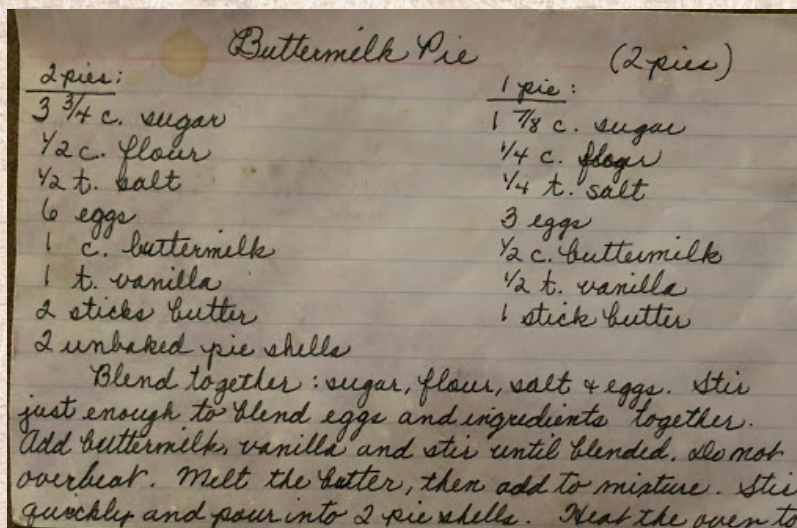 Buttermilk Pie (2 pies)
2 pies: 1 pie:
3 3/4 c. sugar 1 7/8 c. sugar
1/2 c. flour 1/4 c. flour
1/2 t. salt 1/4 t. salt
6 eggs 3 eggs
1 c. buttermilk 1/2 c. buttermilk
1 t. vanilla 1/2 t. vanilla
2 sticks butter 1 stick butter
2 unbaked pie shells
Blend together: sugar, flour, salt & eggs. Stir
just enough to blend eggs and ingredients together.
Add buttermilk, vanilla and stir until blended. Do not
overbeat. Melt the butter, then add to mixture. Stir
quickly and pour into 2 pie shells. Heat the oven to